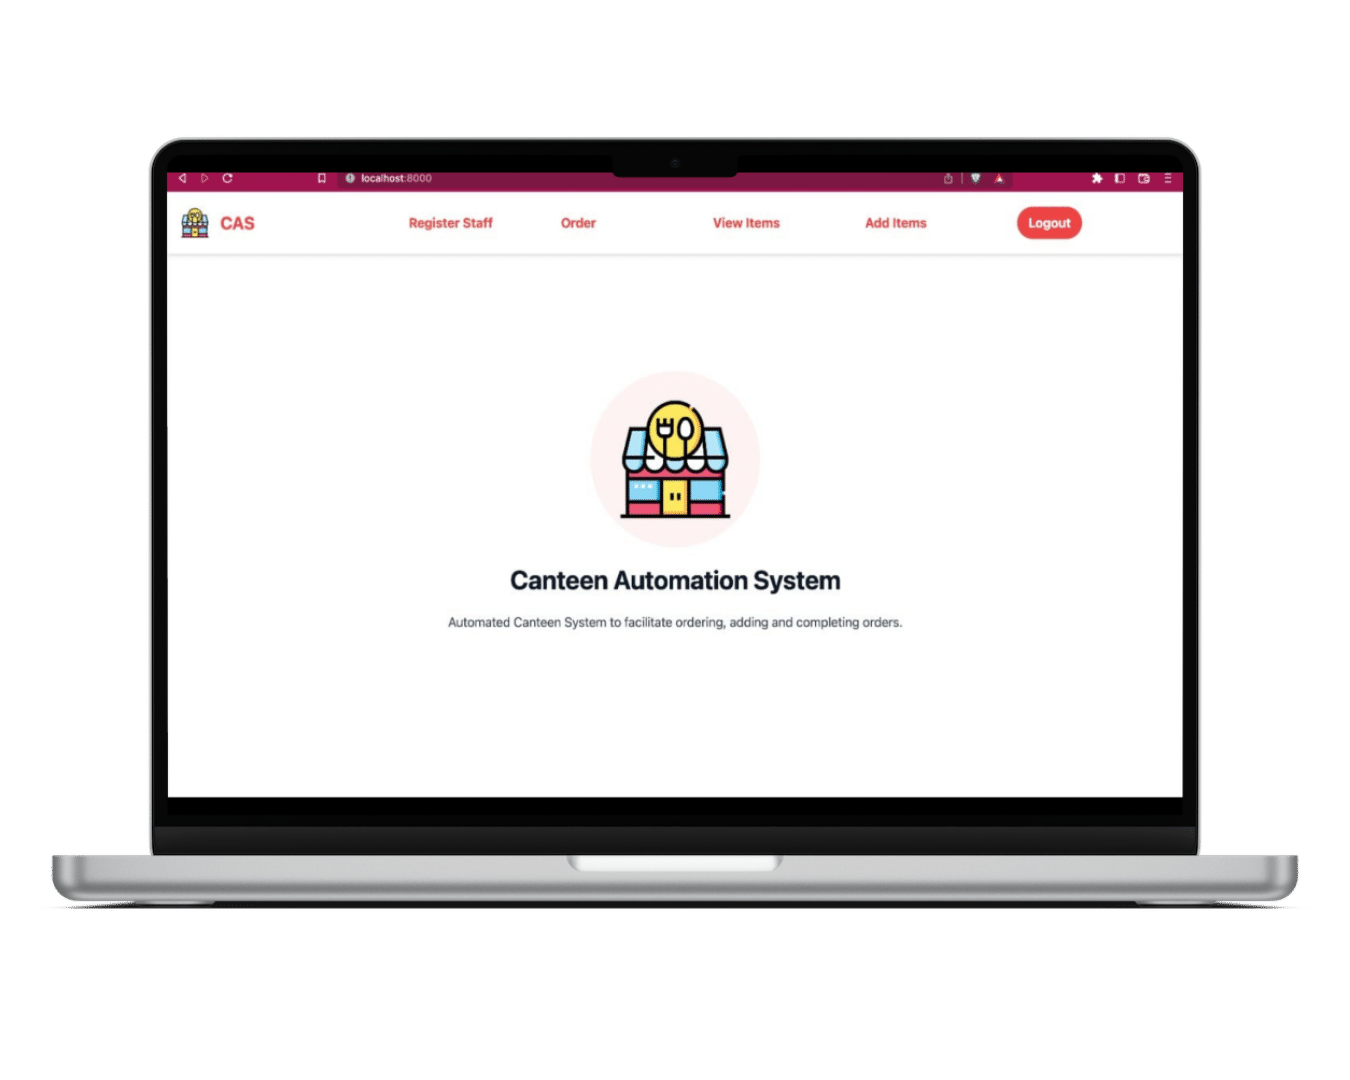 localhost:8000
CAS
Register Staff
Order
View Items
Add Items
Logout
Canteen Automation System
Automated Canteen System to facilitate ordering, adding and completing orders.